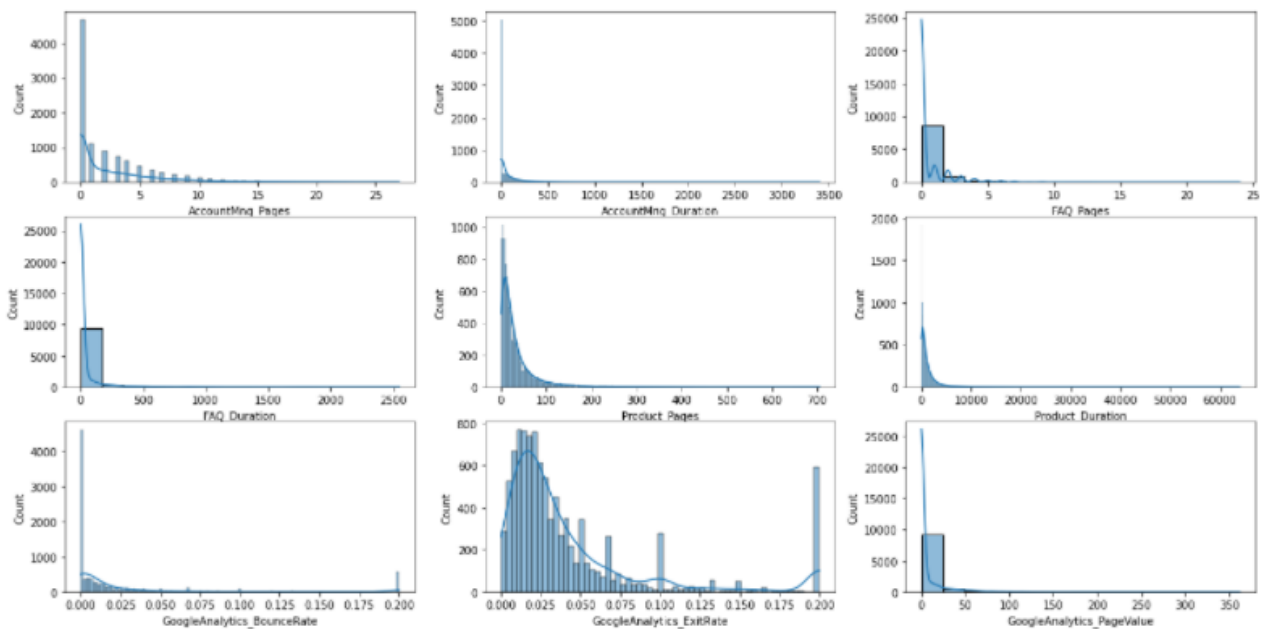 4000
3000
2000
1000
0
Count
0 5 10 15 20 25
AccountMng_Pages
5000
4000
3000
2000
1000
0
Count
0 500 1000 1500 2000 2500 3000 3500
AccountMng_Duration
25000
20000
15000
10000
5000
0
Count
0 5 10 15 20 25
FAQ_Pages
25000
20000
15000
10000
5000
0
Count
0 500 1000 1500 2000 2500
FAQ_Duration
1000
800
600
400
200
0
Count
0 100 200 300 400 500 600 700
Product_Pages
2000
1500
1000
500
0
Count
0 10000 20000 30000 40000 50000 60000
Product_Duration
4000
3000
2000
1000
0
Count
0.000 0.025 0.050 0.075 0.100 0.125 0.150 0.175 0.200
GoogleAnalytics_BounceRate
800
600
400
200
0
Count
0.000 0.025 0.050 0.075 0.100 0.125 0.150 0.175 0.200
GoogleAnalytics_ExitRate
25000
20000
15000
10000
5000
0
Count
0 50 100 150 200 250 300 350
GoogleAnalytics_PageValue